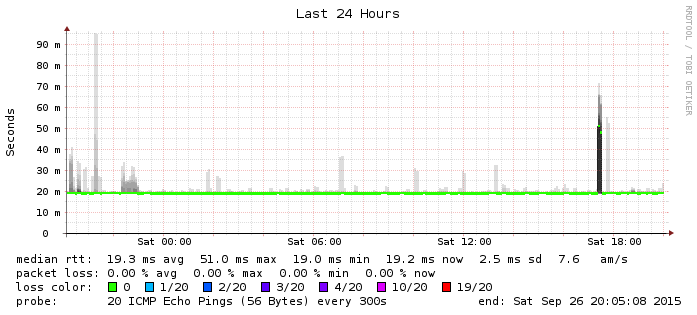 Last 24 Hours
RRDTOOL / TOBI OETIKER
Seconds
90 m
80 m
70 m
60 m
50 m
40 m
30 m
20 m
10 m
0
Sat 00:00 Sat 06:00 Sat 12:00 Sat 18:00
median rtt: 19.3 ms avg 51.0 ms max 19.0 ms min 19.2 ms now 2.5 ms sd 7.6 am/s
packet loss: 0.00 % avg 0.00 % max 0.00 % min 0.00 % now
loss color: 0 1/20 2/20 3/20 4/20 10/20 19/20
probe: 20 ICMP Echo Pings (56 Bytes) every 300s end: Sat Sep 26 20:05:08 2015